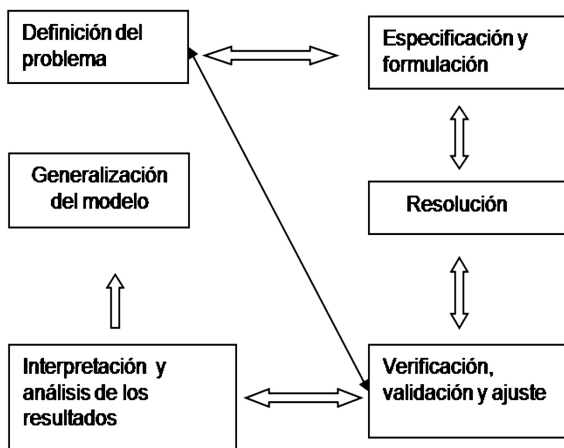 Definición del
problema
Especificación y
formulación
Generalización
del modelo
Resolución
Interpretación y
análisis de los
resultados
Verificación,
validación y ajuste